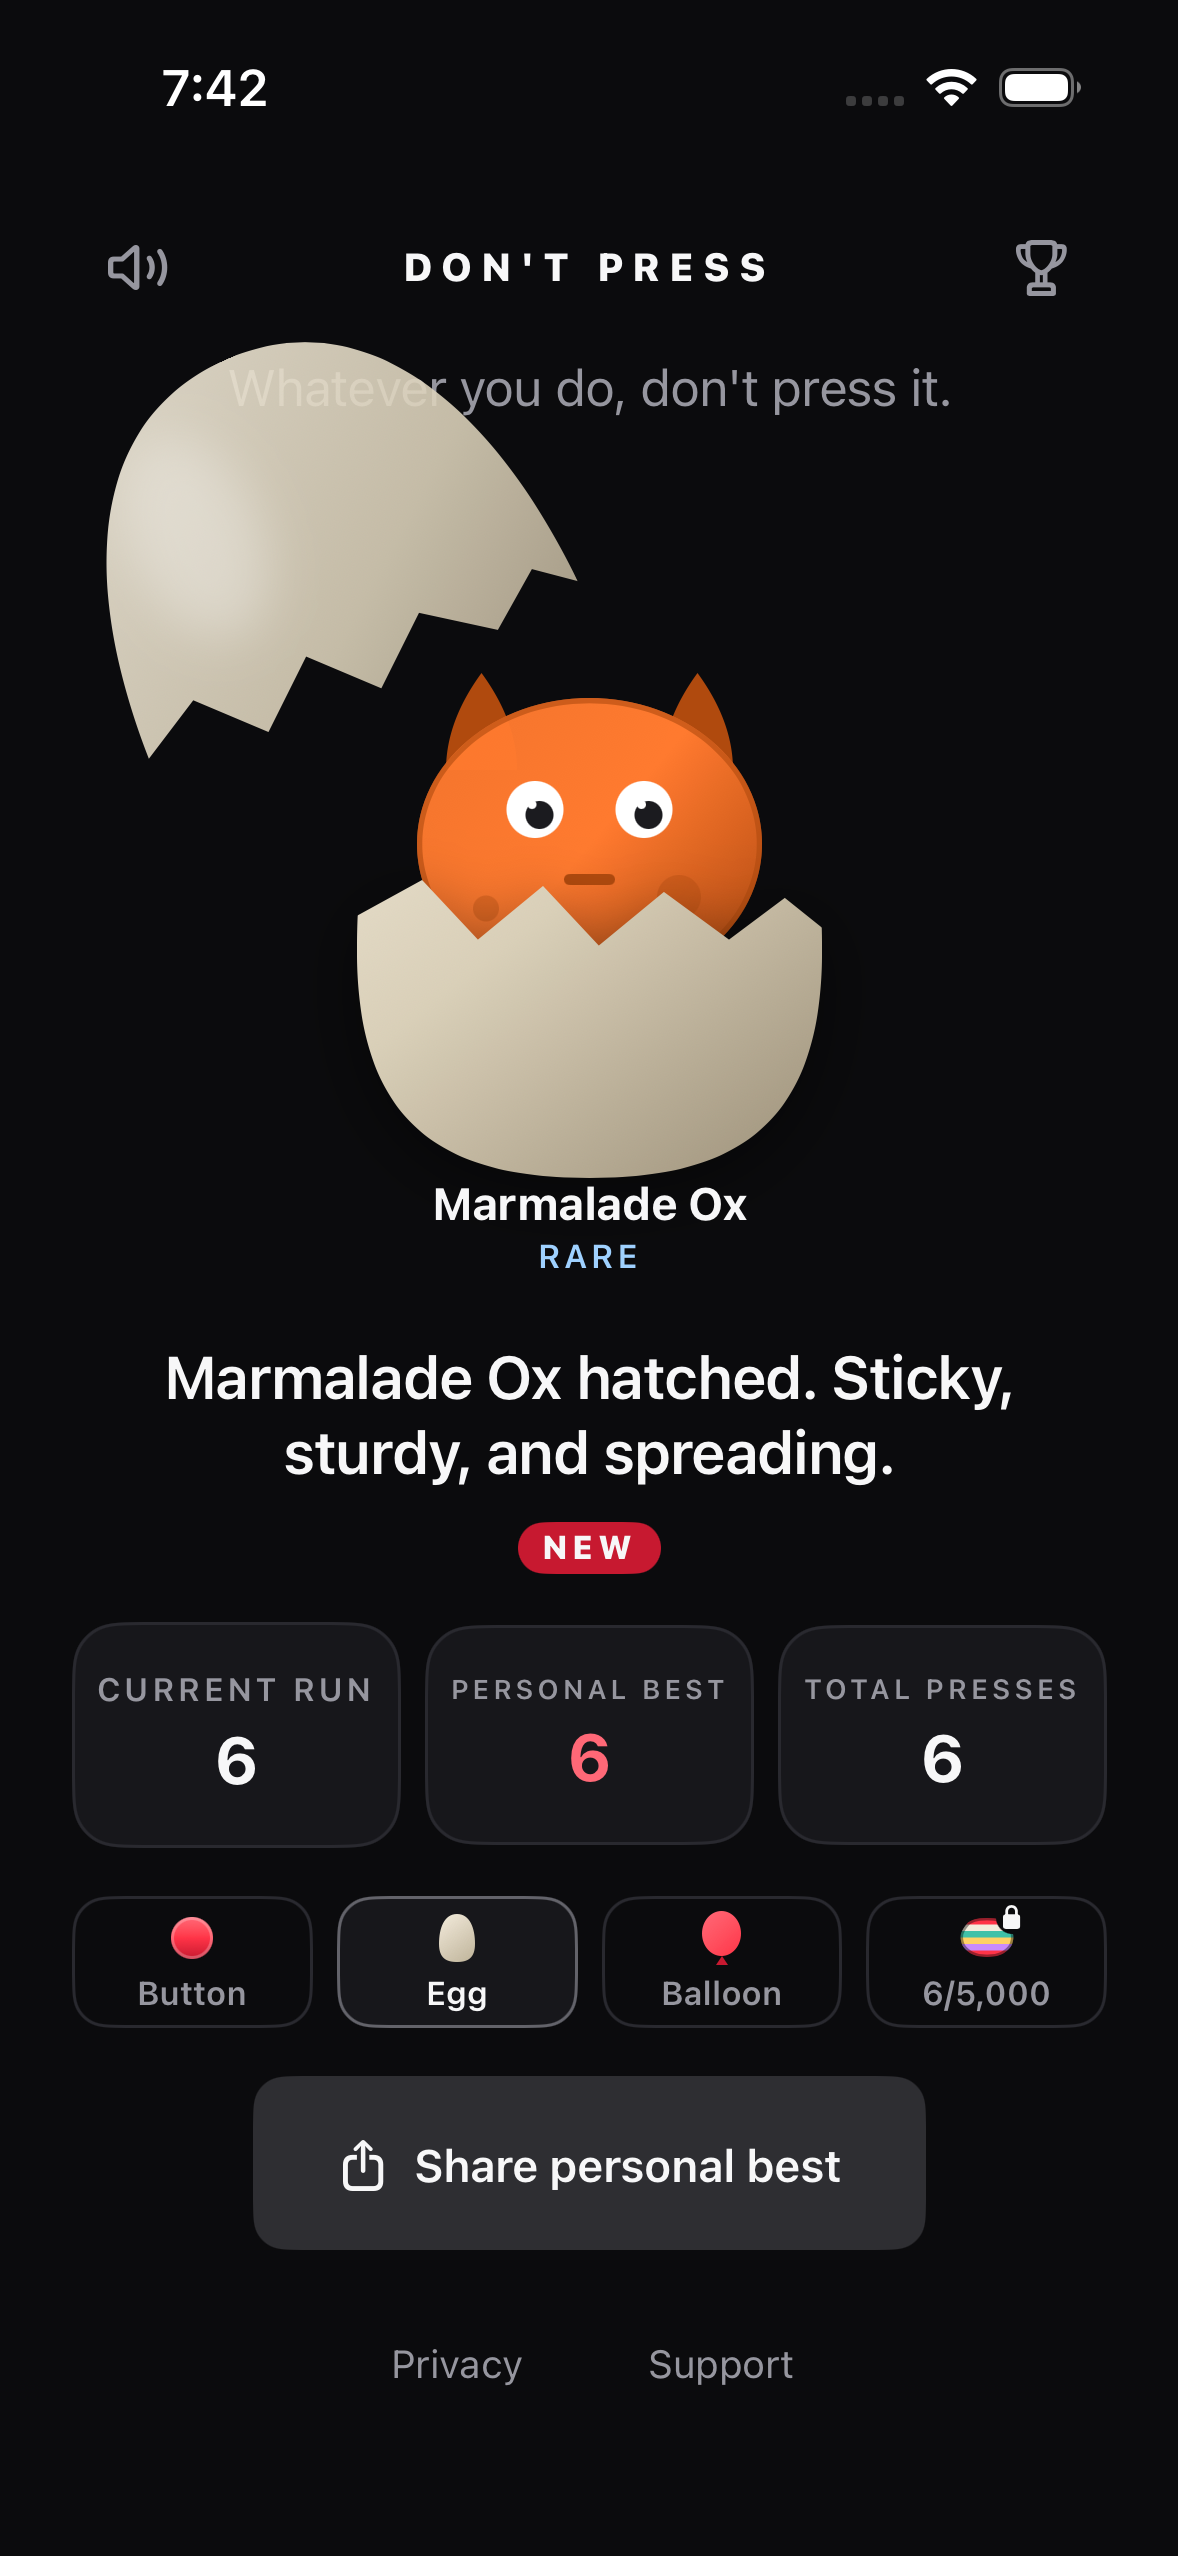 7:42
DON'T PRESS
Whatever you do, don't press it.
Marmalade Ox
RARE
Marmalade Ox hatched. Sticky,
sturdy, and spreading.
NEW
CURRENT RUN
6
PERSONAL BEST
6
TOTAL PRESSES
6
Button
Egg
Balloon
6/5,000
Share personal best
Privacy
Support